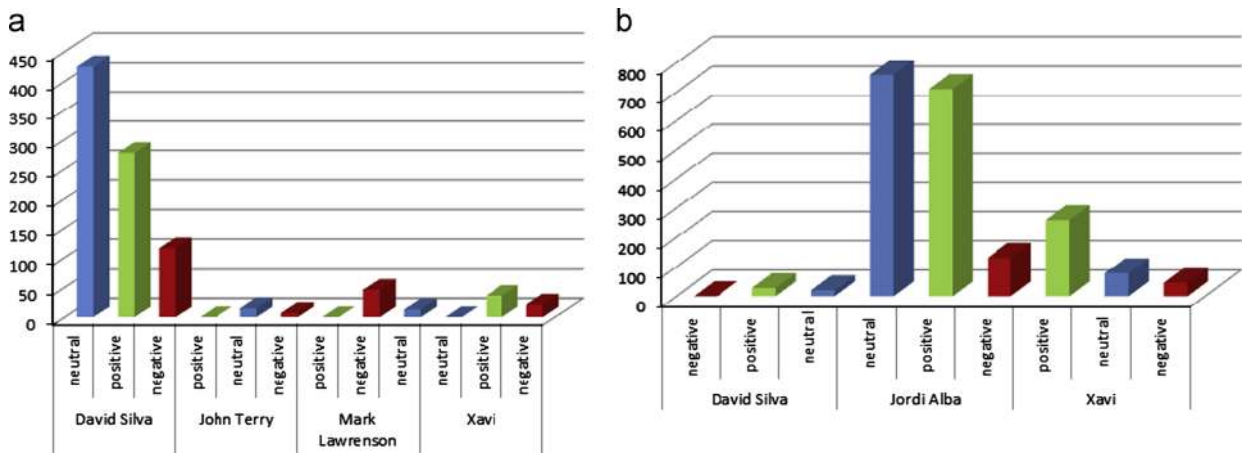 a
450
400
350
300
250
200
150
100
50
0
neutral
positive
negative
positive
neutral
negative
positive
negative
neutral
neutral
positive
negative
David Silva
John Terry
Mark
Lawrenson
Xavi
b
800
700
600
500
400
300
200
100
0
negative
positive
neutral
neutral
positive
negative
positive
neutral
negative
David Silva
Jordi Alba
Xavi